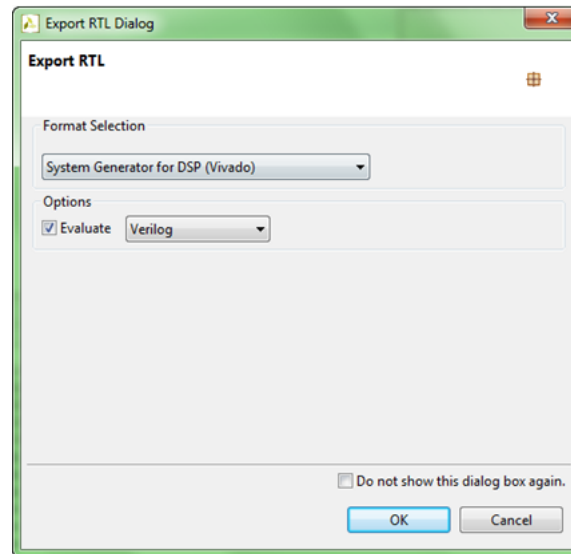 Export RTL Dialog
Export RTL
Format Selection
System Generator for DSP (Vivado)
Options
Evaluate Verilog
Do not show this dialog box again.
OK Cancel